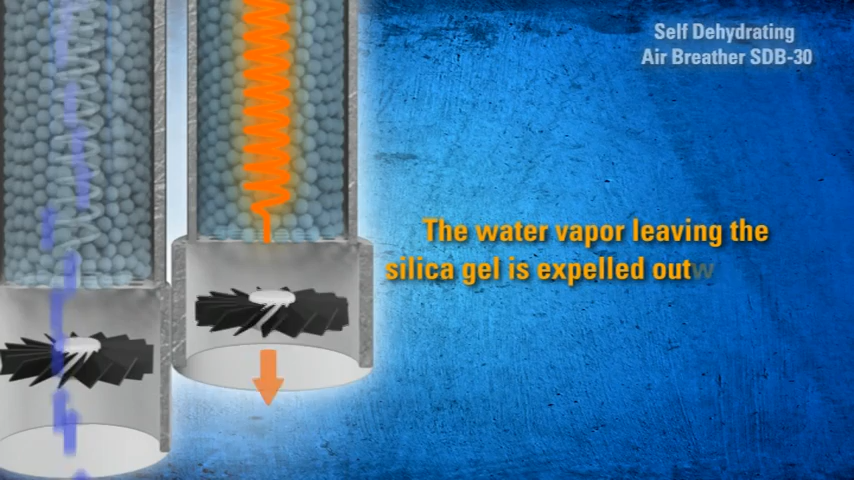 Self Dehydrating
Air Breather SDB-30
The water vapor leaving the
silica gel is expelled outw